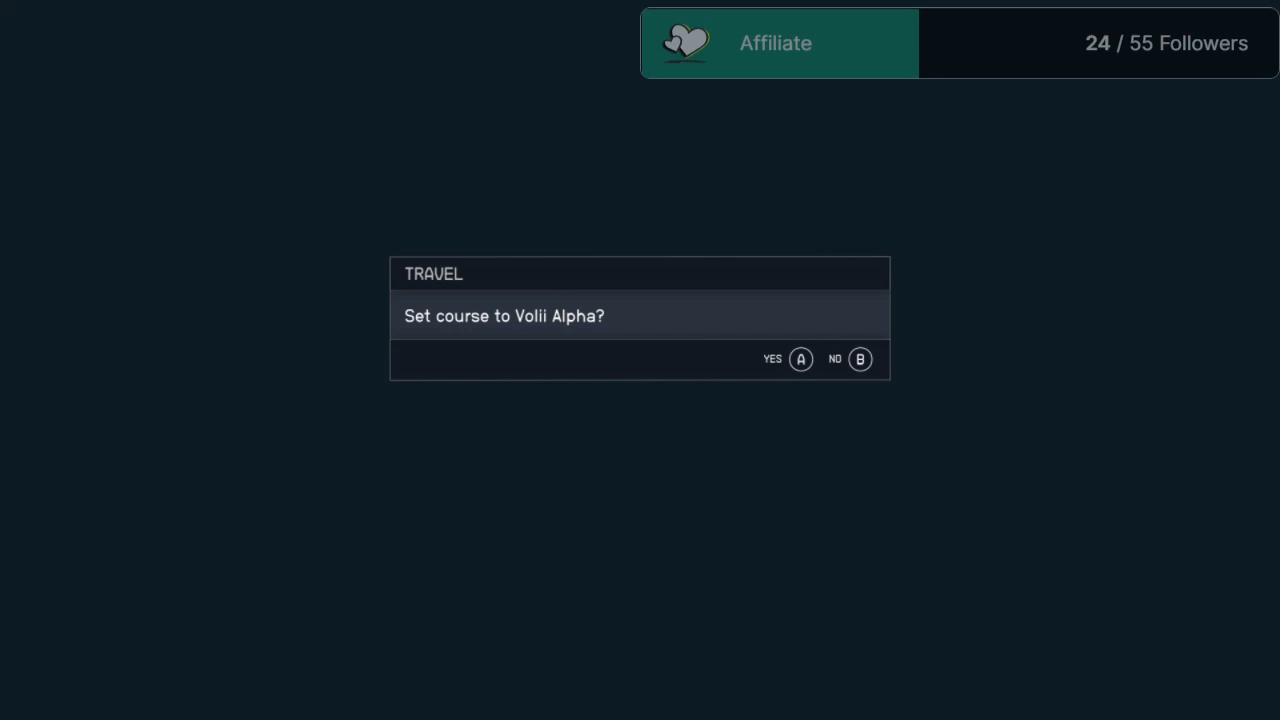 Affiliate
24 / 55 Followers
TRAVEL
Set course to Volii Alpha?
YES A NO B